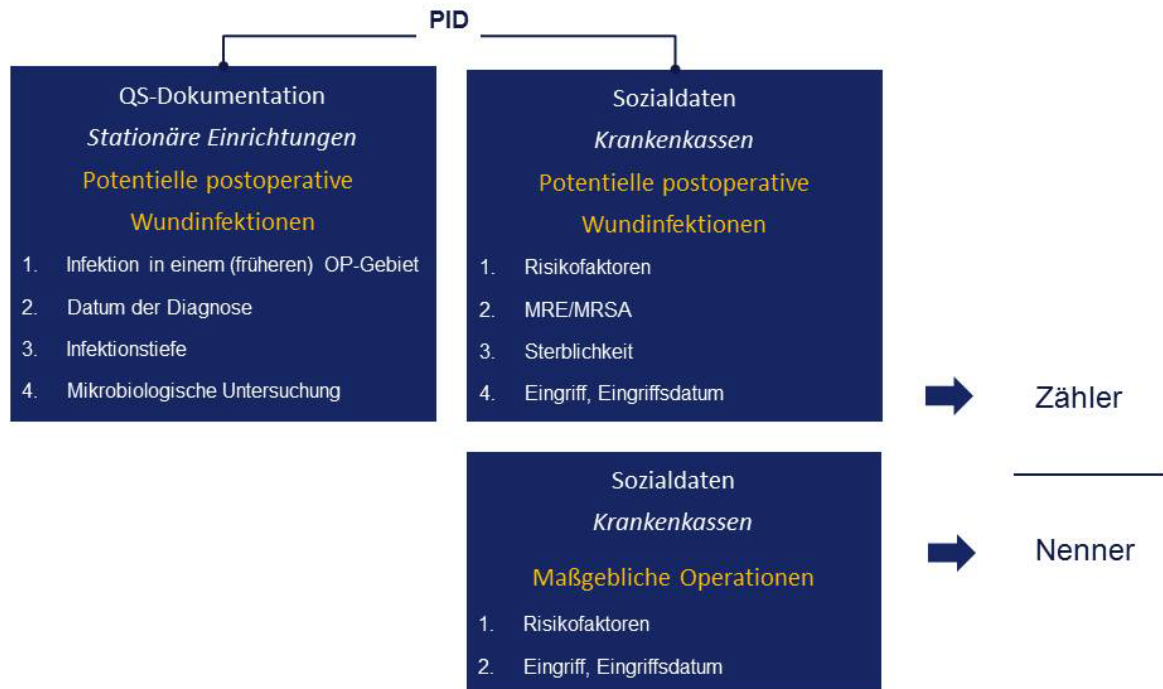 PID
QS-Dokumentation
Stationäre Einrichtungen
Potentielle postoperative
Wundinfektionen
1. Infektion in einem (früheren) OP-Gebiet
2. Datum der Diagnose
3. Infektionstiefe
4. Mikrobiologische Untersuchung
Sozialdaten
Krankenkassen
Potentielle postoperative
Wundinfektionen
1. Risikofaktoren
2. MRE/MRSA
3. Sterblichkeit
4. Eingriff, Eingriffsdatum
Zähler
Sozialdaten
Krankenkassen
Maßgebliche Operationen
1. Risikofaktoren
2. Eingriff, Eingriffsdatum
Nenner